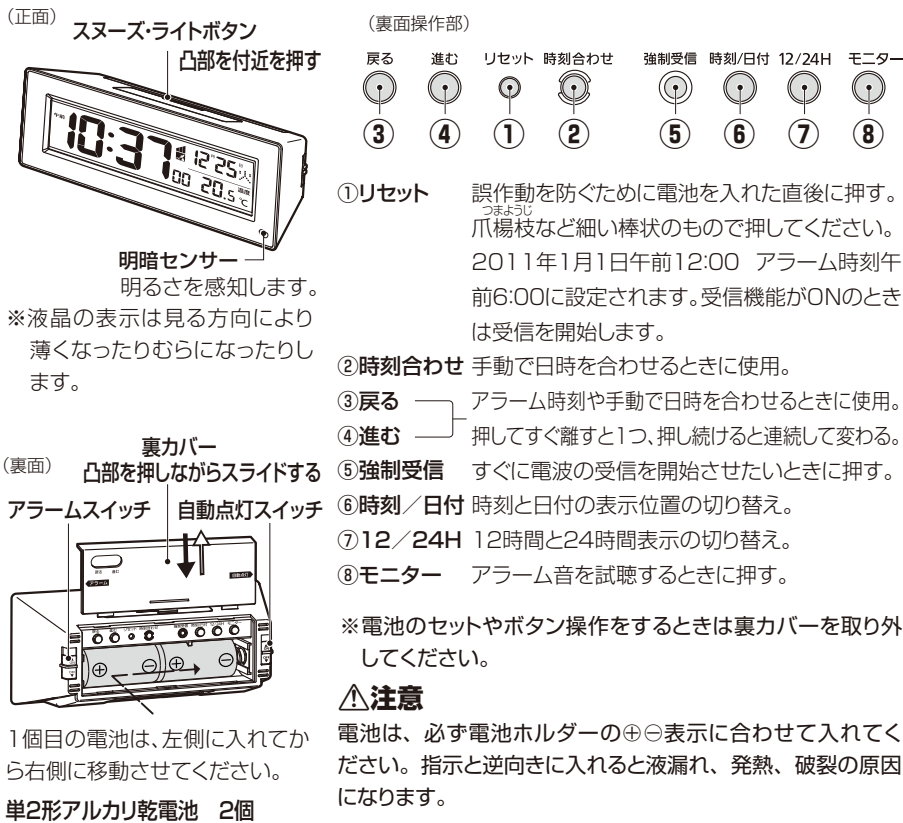 (正面)
スヌーズ・ライトボタン
凸部を付近を押す
午前 10:37 00 12月25日 火 温度 20.5℃
明暗センサー
明るさを感知します。
※液晶の表示は見る方向により
薄くなったりむらになったりし
ます。
(裏面)
裏カバー
凸部を押しながらスライドする
アラームスイッチ 自動点灯スイッチ
戻る 進む
アラーム
自動点灯
⊕ ⊖ ⊕ ⊖
1個目の電池は、左側に入れてか
ら右側に移動させてください。
単2形アルカリ乾電池 2個
(裏面操作部)
戻る 進む リセット 時刻合わせ 強制受信 時刻/日付 12/24H モニター
③ ④ ① ② ⑤ ⑥ ⑦ ⑧
①リセット 誤作動を防ぐために電池を入れた直後に押す。
つまようじ
爪楊枝など細い棒状のもので押してください。
2011年1月1日午前12:00 アラーム時刻午
前6:00に設定されます。受信機能がONのとき
は受信を開始します。
②時刻合わせ 手動で日時を合わせるときに使用。
③戻る アラーム時刻や手動で日時を合わせるときに使用。
④進む 押してすぐ離すと1つ、押し続けると連続して変わる。
⑤強制受信 すぐに電波の受信を開始させたいときに押す。
⑥時刻/日付 時刻と日付の表示位置の切り替え。
⑦12/24H 12時間と24時間表示の切り替え。
⑧モニター アラーム音を試聴するときに押す。
※電池のセットやボタン操作をするときは裏カバーを取り外
してください。
⚠注意
電池は、必ず電池ホルダーの⊕⊖表示に合わせて入れてく
ださい。指示と逆向きに入れると液漏れ、発熱、破裂の原因
になります。